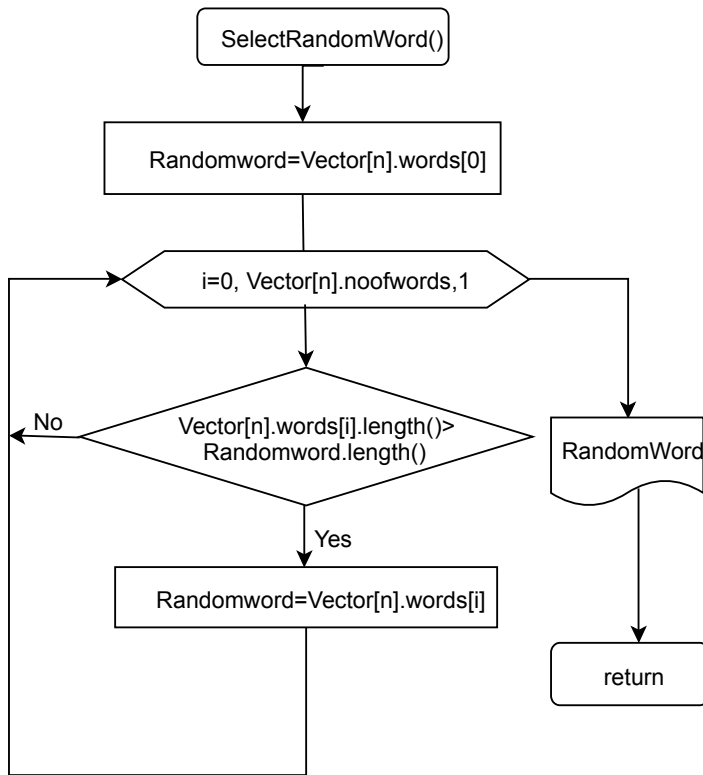 SelectRandomWord()
Randomword=Vector[n].words[0]
i=0, Vector[n].noofwords,1
No
Vector[n].words[i].length()>
Randomword.length()
RandomWord
Yes
Randomword=Vector[n].words[i]
return